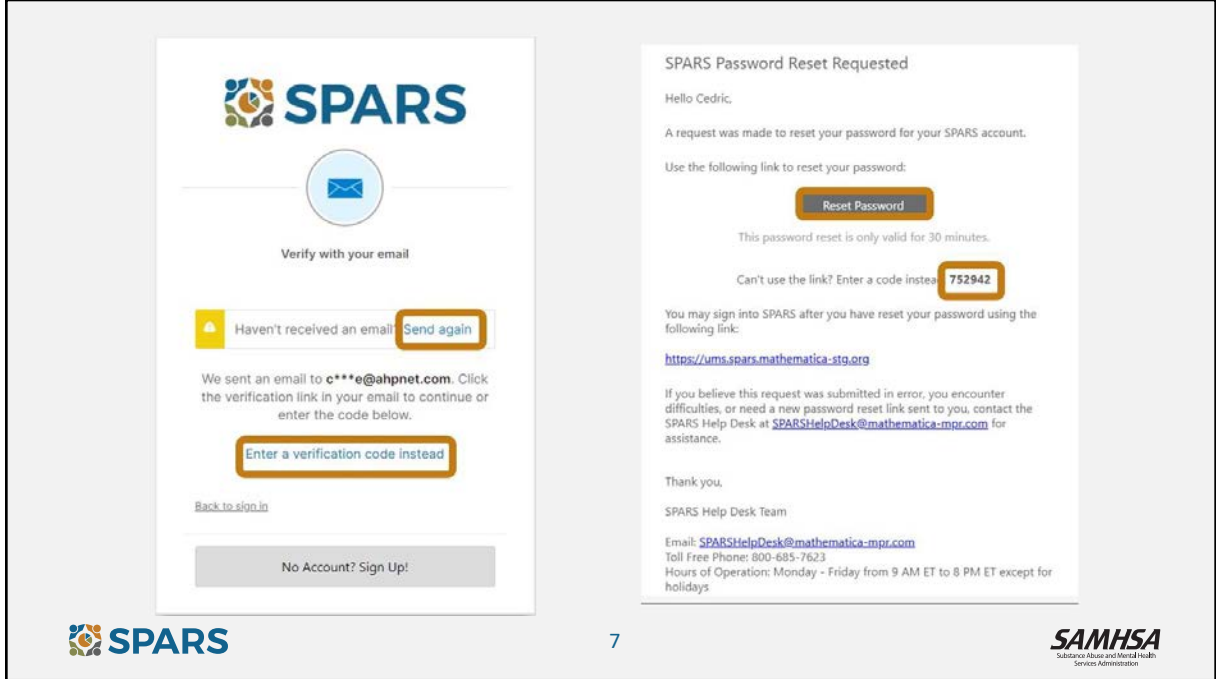 SPARS
Verify with your email
Haven't received an email? Send again
We sent an email to c***e@ahpnet.com. Click
the verification link in your email to continue or
enter the code below.
Enter a verification code instead
Back to sign in
No Account? Sign Up!
SPARS Password Reset Requested
Hello Cedric,
A request was made to reset your password for your SPARS account.
Use the following link to reset your password:
Reset Password
This password reset is only valid for 30 minutes.
Can't use the link? Enter a code instead 752942
You may sign into SPARS after you have reset your password using the
following link:
https://ums.spars.mathematica-stg.org
If you believe this request was submitted in error, you encounter
difficulties, or need a new password reset link sent to you, contact the
SPARS Help Desk at SPARSHelpDesk@mathematica-mpr.com for
assistance.
Thank you,
SPARS Help Desk Team
Email: SPARSHelpDesk@mathematica-mpr.com
Toll Free Phone: 800-685-7623
Hours of Operation: Monday - Friday from 9 AM ET to 8 PM ET except for
holidays
SPARS
7
SAMHSA
Substance Abuse and Mental Health
Services Administration